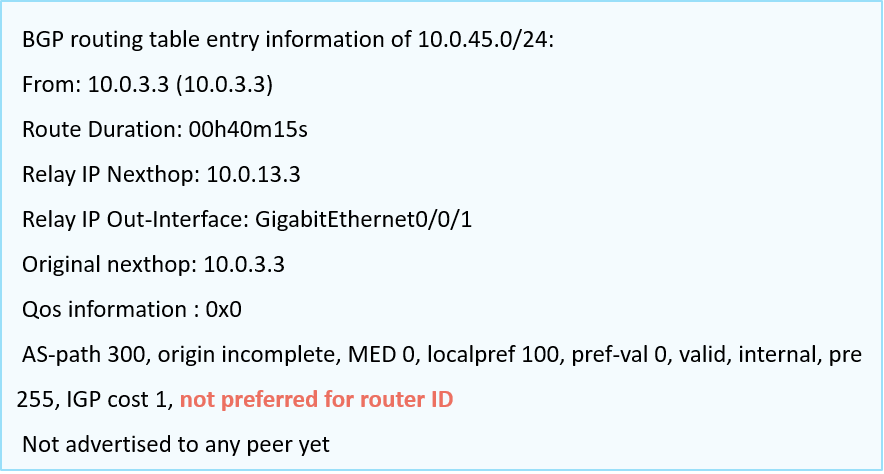 BGP routing table entry information of 10.0.45.0/24:
From: 10.0.3.3 (10.0.3.3)
Route Duration: 00h40m15s
Relay IP Nexthop: 10.0.13.3
Relay IP Out-Interface: GigabitEthernet0/0/1
Original nexthop: 10.0.3.3
Qos information : 0x0
AS-path 300, origin incomplete, MED 0, localpref 100, pref-val 0, valid, internal, pre
255, IGP cost 1, not preferred for router ID
Not advertised to any peer yet